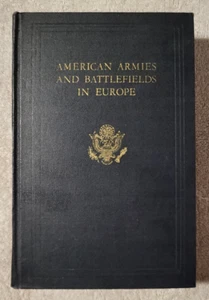 AMERICAN ARMIES
AND BATTLEFIELDS
IN EUROPE